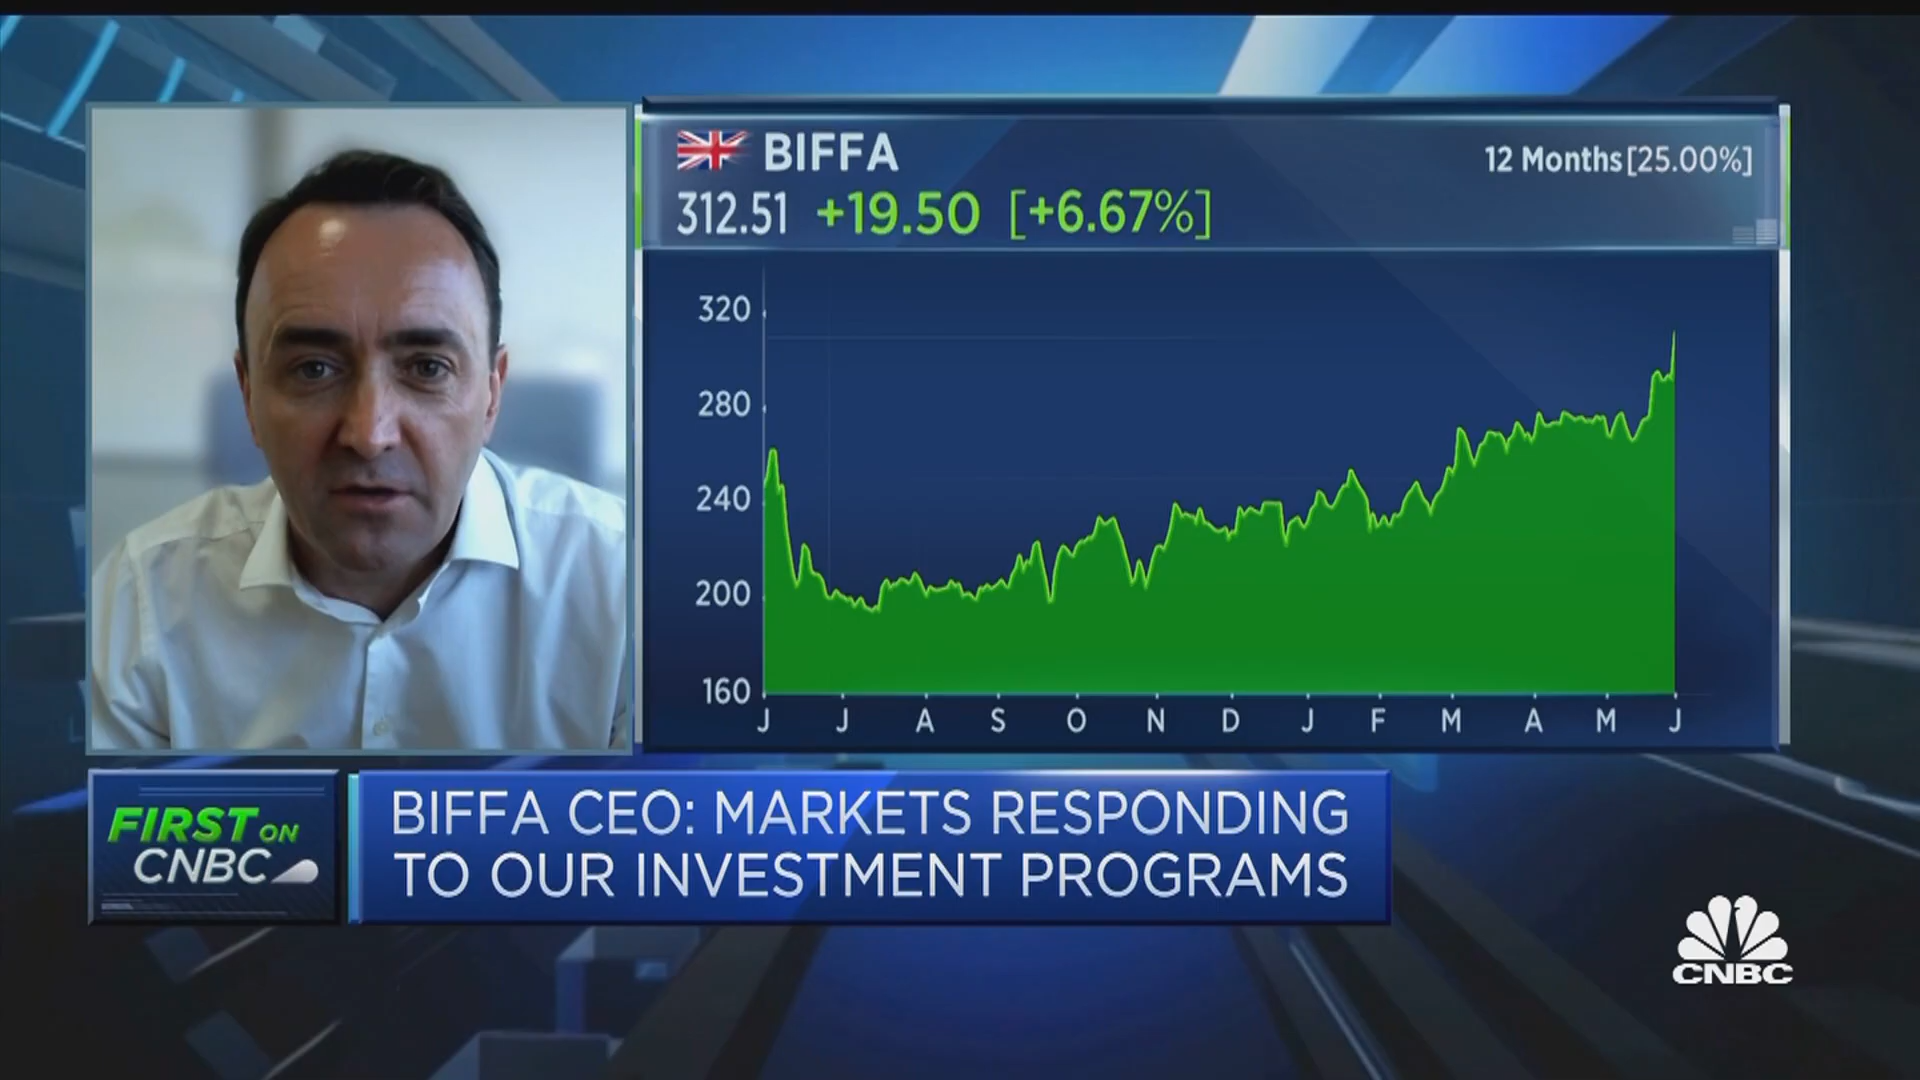 BIFFA
12 Months[25.00%]
312.51 +19.50 [+6.67%]
320
280
240
200
160
J J A S O N D J F M A M J
FIRST ON
CNBC
BIFFA CEO: MARKETS RESPONDING
TO OUR INVESTMENT PROGRAMS
CNBC